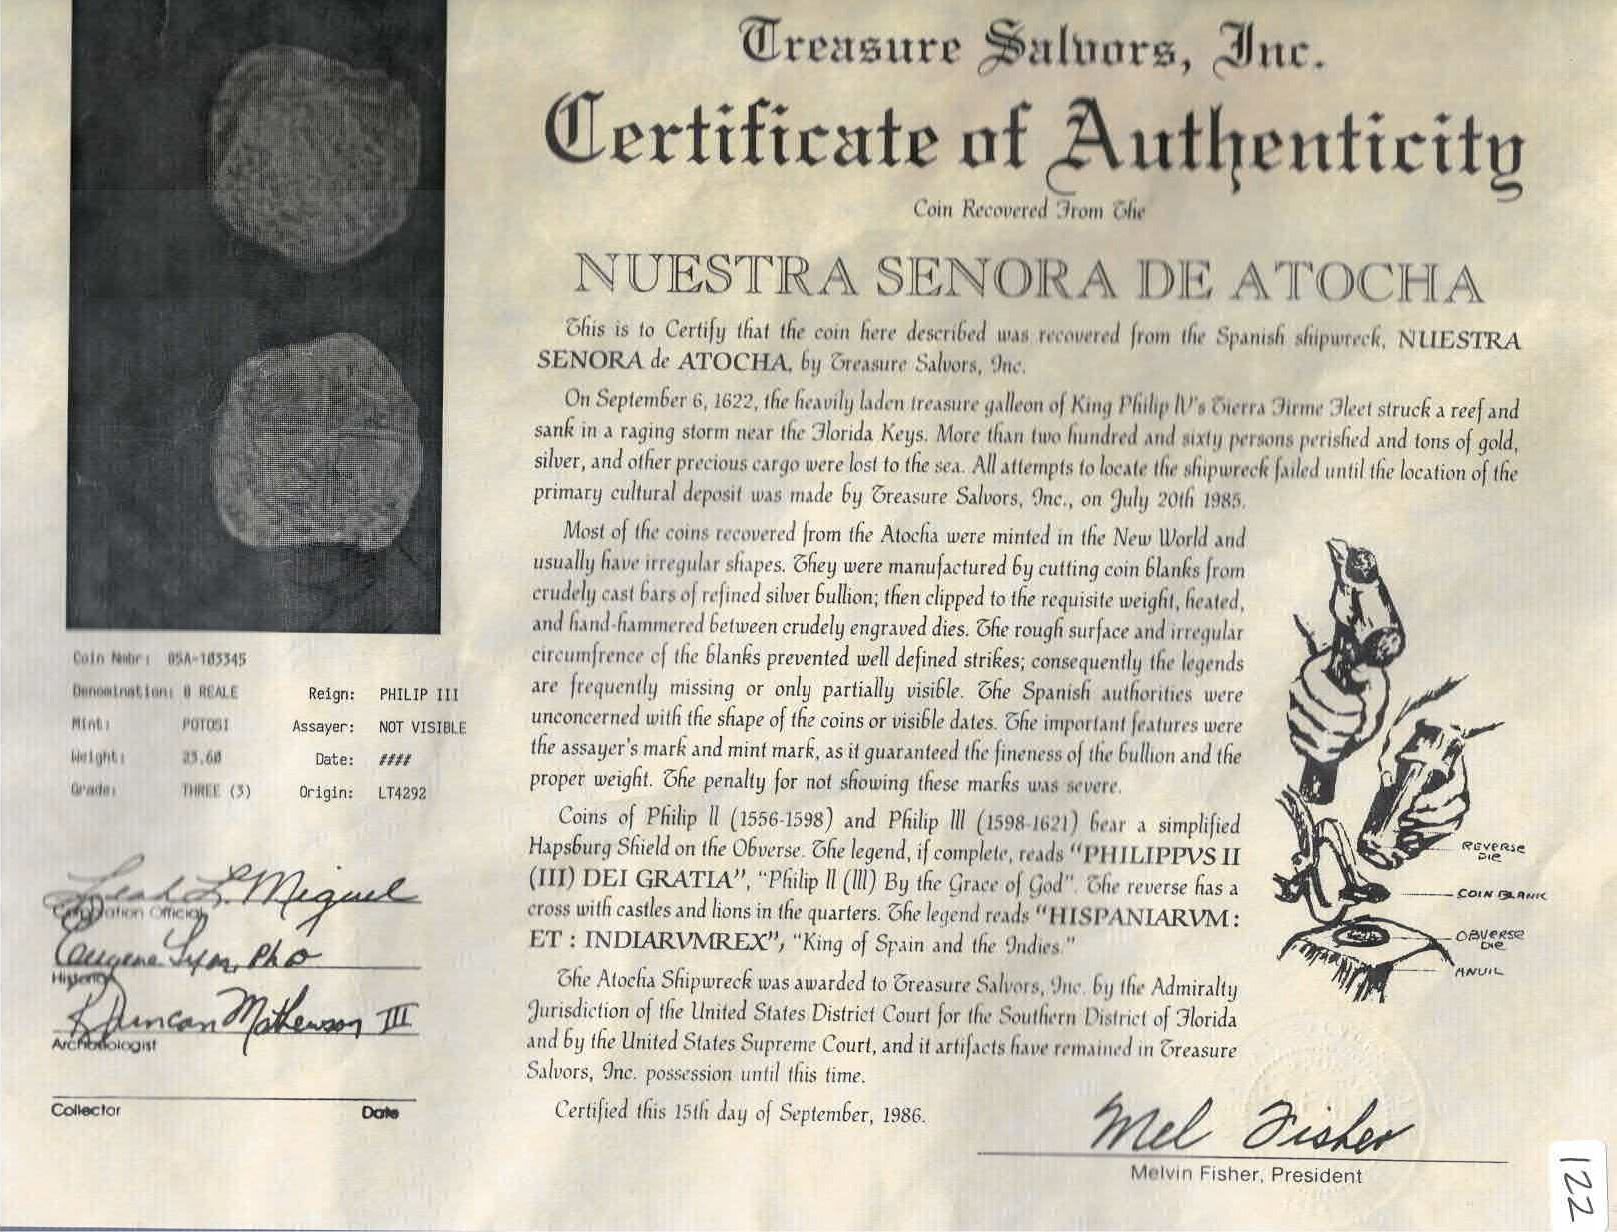 Treasure Salvors, Inc.
Certificate of Authenticity
Coin Recovered From The
NUESTRA SENORA DE ATOCHA
This is to Certify that the coin here described was recovered from the Spanish shipwreck, NUESTRA
SENORA de ATOCHA, by Treasure Salvors, Inc.
On September 6, 1622, the heavily laden treasure galleon of King Philip IV's Tierra Firme Fleet struck a reef and
sank in a raging storm near the Florida Keys. More than two hundred and sixty persons perished and tons of gold,
silver, and other precious cargo were lost to the sea. All attempts to locate the shipwreck failed until the location of the
primary cultural deposit was made by Treasure Salvors, Inc., on July 20th 1985.
Most of the coins recovered from the Atocha were minted in the New World and
usually have irregular shapes. They were manufactured by cutting coin blanks from
crudely cast bars of refined silver bullion; then clipped to the requisite weight, heated,
and hand-hammered between crudely engraved dies. The rough surface and irregular
circumfrence of the blanks prevented well defined strikes; consequently the legends
are frequently missing or only partially visible. The Spanish authorities were
unconcerned with the shape of the coins or visible dates. The important features were
the assayer's mark and mint mark, as it guaranteed the fineness of the bullion and the
proper weight. The penalty for not showing these marks was severe.
Coins of Philip II (1556-1598) and Philip III (1598-1621) bear a simplified
Hapsburg Shield on the Obverse. The legend, if complete, reads "PHILIPPVS II
(III) DEI GRATIA", "Philip II (III) By the Grace of God". The reverse has a
cross with castles and lions in the quarters. The legend reads "HISPANIARVM :
ET : INDIARVMREX", "King of Spain and the Indies."
The Atocha Shipwreck was awarded to Treasure Salvors, Inc. by the Admiralty
Jurisdiction of the United States District Court for the Southern District of Florida
and by the United States Supreme Court, and it artifacts have remained in Treasure
Salvors, Inc. possession until this time.
Certified this 15th day of September, 1986.
Mel Fisher
Melvin Fisher, President
REVERSE
DIE
COIN BLANK
OBVERSE
DIE
ANVIL
Coin Nmbr: 85A-103345
Denomination: 8 REALE Reign: PHILIP III
Mint: POTOSI Assayer: NOT VISIBLE
Weight: 23.60 Date: ####
Grade: THREE (3) Origin: LT4292
Leah L. Miguel
Corporation Official
Eugene Lyon, PhD
Historian
R Duncan Mathewson III
Archaeologist
Collector Date
122